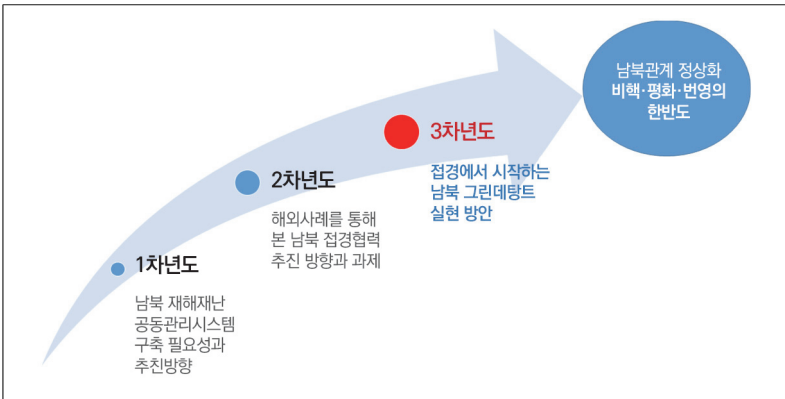 남북관계 정상화
비핵·평화·번영의
한반도
3차년도
접경에서 시작하는
남북 그린데탕트
실현 방안
2차년도
해외사례를 통해
본 남북 접경협력
추진 방향과 과제
1차년도
남북 재해재난
공동관리시스템
구축 필요성과
추친방향